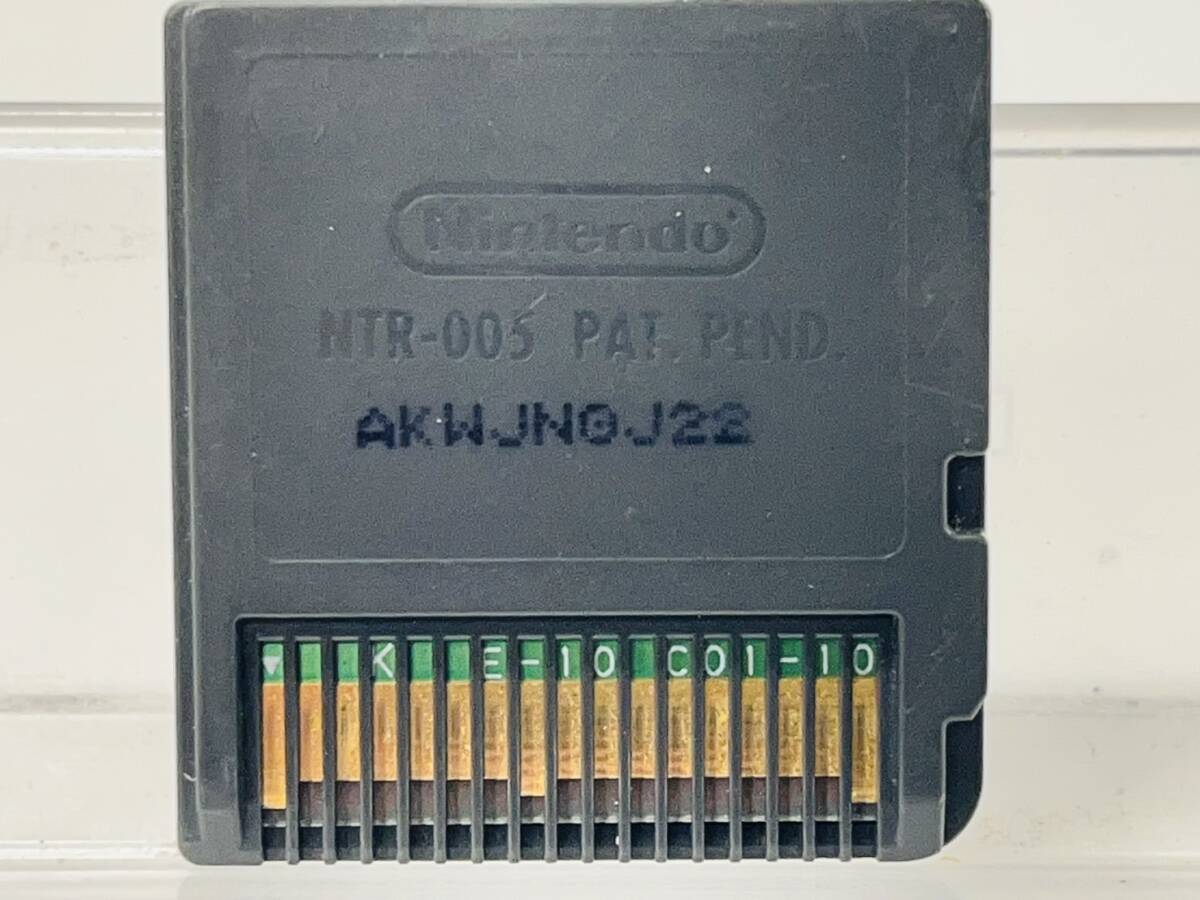 Nintendo
NTR-005 PAT. PEND.
AKWJN0J22
▼ K E-10 C01-10